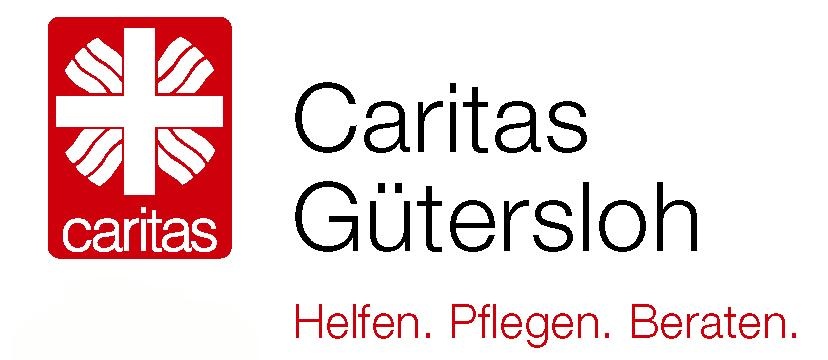 caritas
Caritas
Gütersloh
Helfen. Pflegen. Beraten.